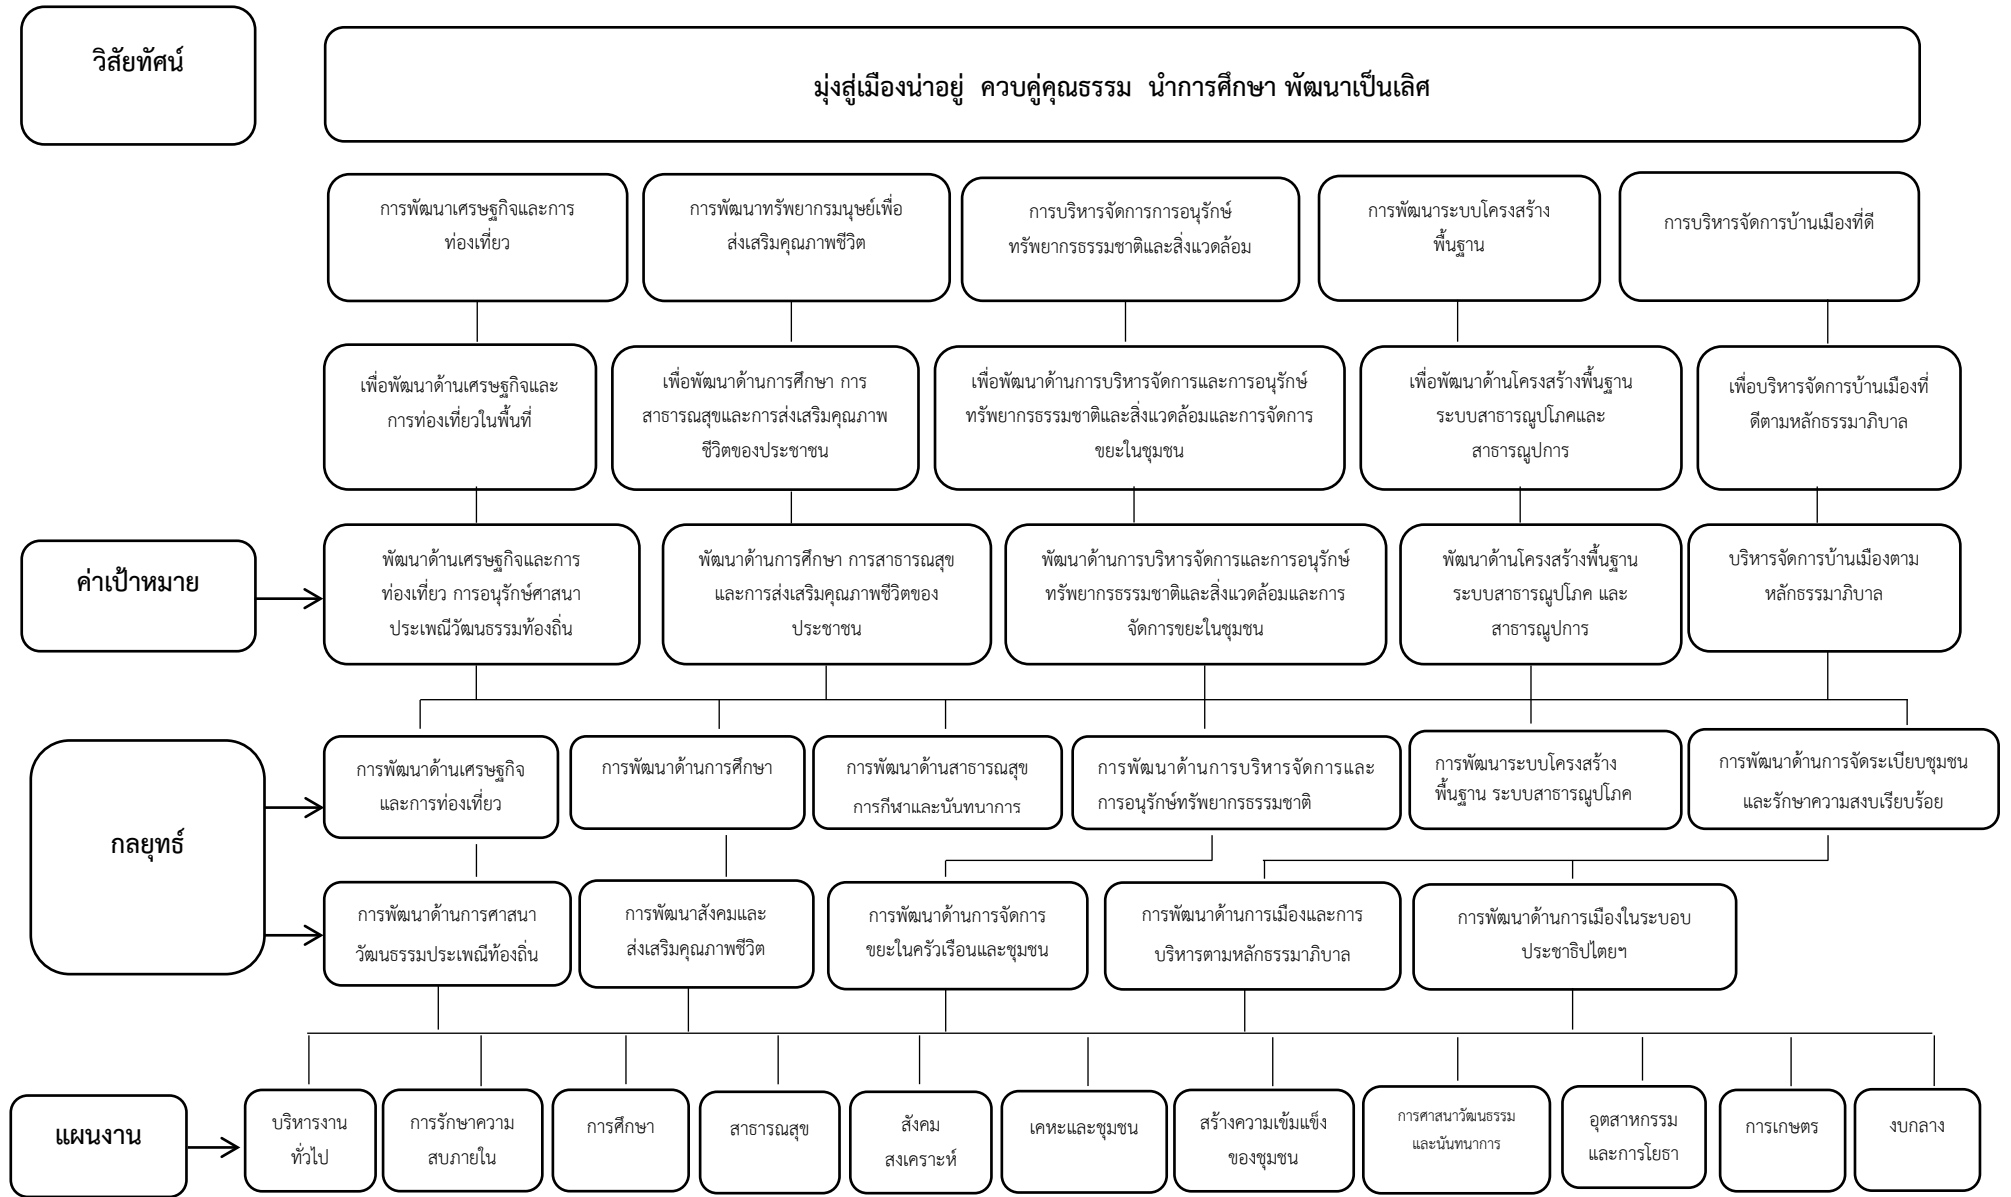 วิสัยทัศน์
มุ่งสู่เมืองน่าอยู่ ควบคู่คุณธรรม นำการศึกษา พัฒนาเป็นเลิศ
การพัฒนาเศรษฐกิจและการ
ท่องเที่ยว
การพัฒนาทรัพยากรมนุษย์เพื่อ
ส่งเสริมคุณภาพชีวิต
การบริหารจัดการการอนุรักษ์
ทรัพยากรธรรมชาติและสิ่งแวดล้อม
การพัฒนาระบบโครงสร้าง
พื้นฐาน
การบริหารจัดการบ้านเมืองที่ดี
เพื่อพัฒนาด้านเศรษฐกิจและ
การท่องเที่ยวในพื้นที่
เพื่อพัฒนาด้านการศึกษา การ
สาธารณสุขและการส่งเสริมคุณภาพ
ชีวิตของประชาชน
เพื่อพัฒนาด้านการบริหารจัดการและการอนุรักษ์
ทรัพยากรธรรมชาติและสิ่งแวดล้อมและการจัดการ
ขยะในชุมชน
เพื่อพัฒนาด้านโครงสร้างพื้นฐาน
ระบบสาธารณูปโภคและ
สาธารณูปการ
เพื่อบริหารจัดการบ้านเมืองที่
ดีตามหลักธรรมาภิบาล
ค่าเป้าหมาย
พัฒนาด้านเศรษฐกิจและการ
ท่องเที่ยว การอนุรักษ์ศาสนา
ประเพณีวัฒนธรรมท้องถิ่น
พัฒนาด้านการศึกษา การสาธารณสุข
และการส่งเสริมคุณภาพชีวิตของ
ประชาชน
พัฒนาด้านการบริหารจัดการและการอนุรักษ์
ทรัพยากรธรรมชาติและสิ่งแวดล้อมและการ
จัดการขยะในชุมชน
พัฒนาด้านโครงสร้างพื้นฐาน
ระบบสาธารณูปโภค และ
สาธารณูปการ
บริหารจัดการบ้านเมืองตาม
หลักธรรมาภิบาล
กลยุทธ์
การพัฒนาด้านเศรษฐกิจ
และการท่องเที่ยว
การพัฒนาด้านการศึกษา
การพัฒนาด้านสาธารณสุข
การกีฬาและนันทนาการ
การพัฒนาด้านการบริหารจัดการและ
การอนุรักษ์ทรัพยากรธรรมชาติ
การพัฒนาระบบโครงสร้าง
พื้นฐาน ระบบสาธารณูปโภค
การพัฒนาด้านการจัดระเบียบชุมชน
และรักษาความสงบเรียบร้อย
การพัฒนาด้านการศาสนา
วัฒนธรรมประเพณีท้องถิ่น
การพัฒนาสังคมและ
ส่งเสริมคุณภาพชีวิต
การพัฒนาด้านการจัดการ
ขยะในครัวเรือนและชุมชน
การพัฒนาด้านการเมืองและการ
บริหารตามหลักธรรมาภิบาล
การพัฒนาด้านการเมืองในระบอบ
ประชาธิปไตยฯ
แผนงาน
บริหารงาน
ทั่วไป
การรักษาความ
สบภายใน
การศึกษา
สาธารณสุข
สังคม
สงเคราะห์
เคหะและชุมชน
สร้างความเข้มแข็ง
ของชุมชน
การศาสนาวัฒนธรรม
และนันทนาการ
อุตสาหกรรม
และการโยธา
การเกษตร
งบกลาง